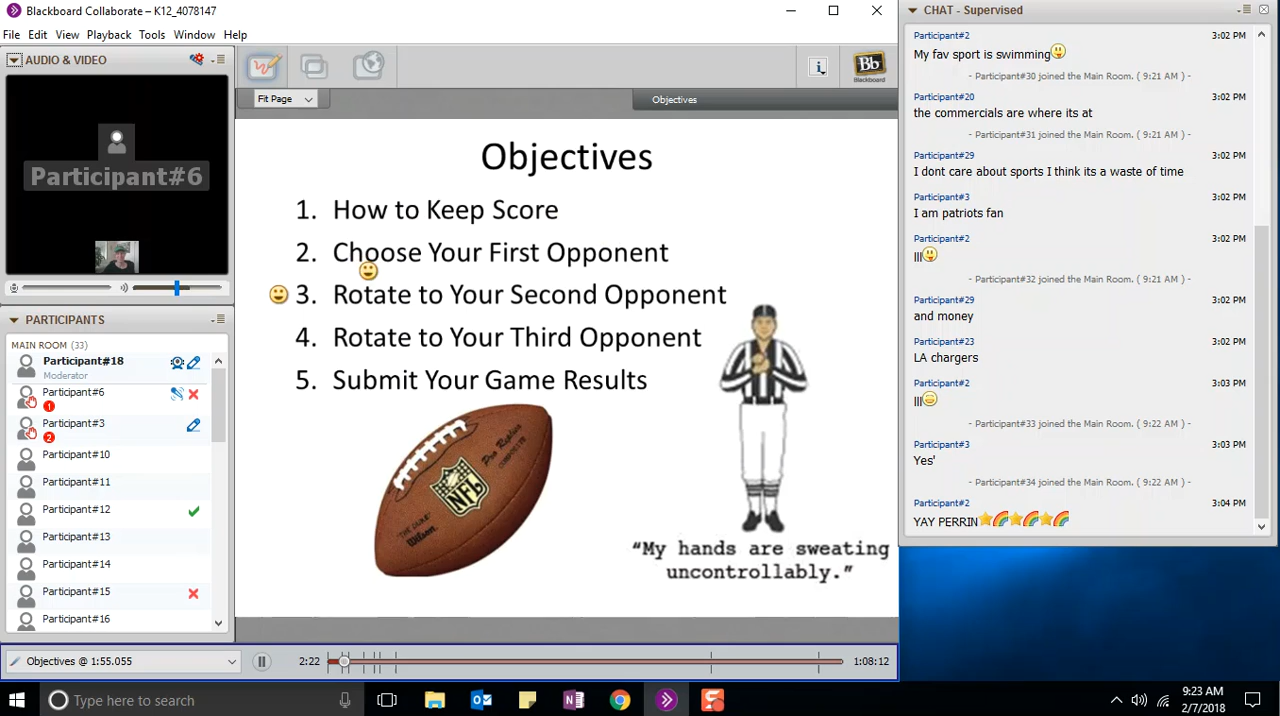 Blackboard Collaborate – K12_4078147
File Edit View Playback Tools Window Help
AUDIO & VIDEO
Participant#6
PARTICIPANTS
MAIN ROOM (33)
Participant#18
Moderator
Participant#6
1
Participant#3
2
Participant#10
Participant#11
Participant#12
Participant#13
Participant#14
Participant#15
Participant#16
Fit Page
Objectives
Bb
Blackboard
Objectives
1. How to Keep Score
2. Choose Your First Opponent
3. Rotate to Your Second Opponent
4. Rotate to Your Third Opponent
5. Submit Your Game Results
NFL
"THE DUKE"
Wilson
"My hands are sweating
uncontrollably."
Objectives @ 1:55.055
2:22
1:08:12
CHAT - Supervised
Participant#2 3:02 PM
My fav sport is swimming
- Participant#30 joined the Main Room. ( 9:21 AM ) -
Participant#20 3:02 PM
the commercials are where its at
- Participant#31 joined the Main Room. ( 9:21 AM ) -
Participant#29 3:02 PM
I dont care about sports I think its a waste of time
Participant#3 3:02 PM
I am patriots fan
Participant#2 3:02 PM
lll
- Participant#32 joined the Main Room. ( 9:21 AM ) -
Participant#29 3:02 PM
and money
Participant#23 3:02 PM
LA chargers
Participant#2 3:03 PM
lll
- Participant#33 joined the Main Room. ( 9:22 AM ) -
Participant#3 3:03 PM
Yes'
- Participant#34 joined the Main Room. ( 9:22 AM ) -
Participant#2 3:04 PM
YAY PERRIN⭐🌈⭐🌈⭐🌈
Type here to search
9:23 AM
2/7/2018